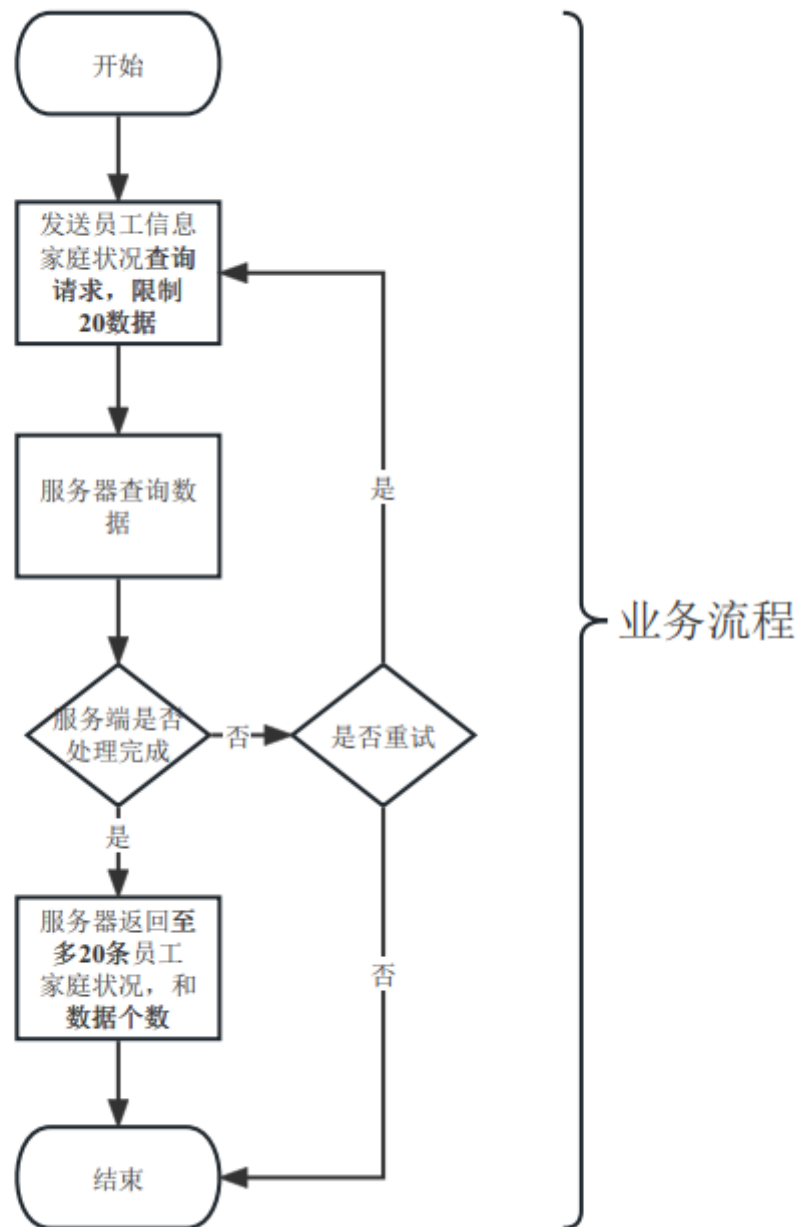 开始
发送员工信息
家庭状况查询
请求，限制
20数据
服务器查询数
据
是
业务流程
服务端是否
处理完成
否
是否重试
是
服务器返回至
多20条员工
家庭状况，和
数据个数
否
结束